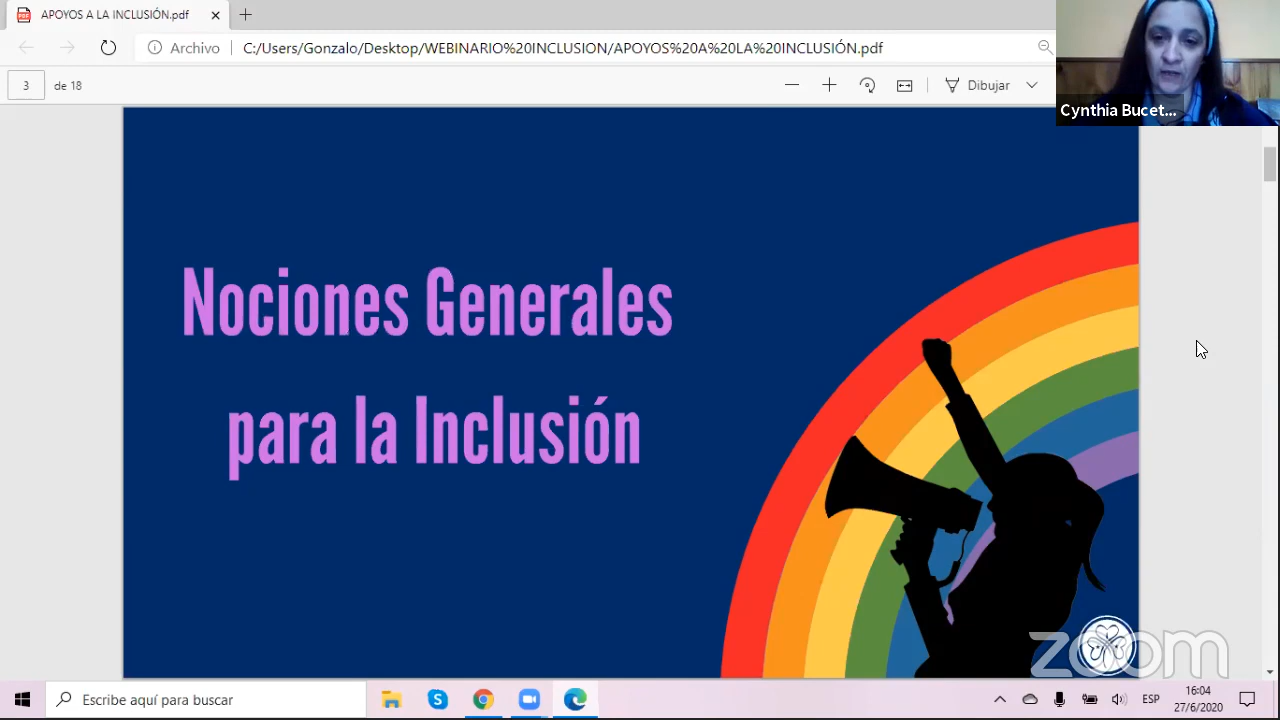 APOYOS A LA INCLUSIÓN.pdf
Archivo
C:/Users/Gonzalo/Desktop/WEBINARIO%20INCLUSION/APOYOS%20A%20LA%20INCLUSIÓN.pdf
3 de 18
Dibujar
Cynthia Bucet...
Nociones Generales
para la Inclusión
zoom
Escribe aquí para buscar
ESP
16:04
27/6/2020